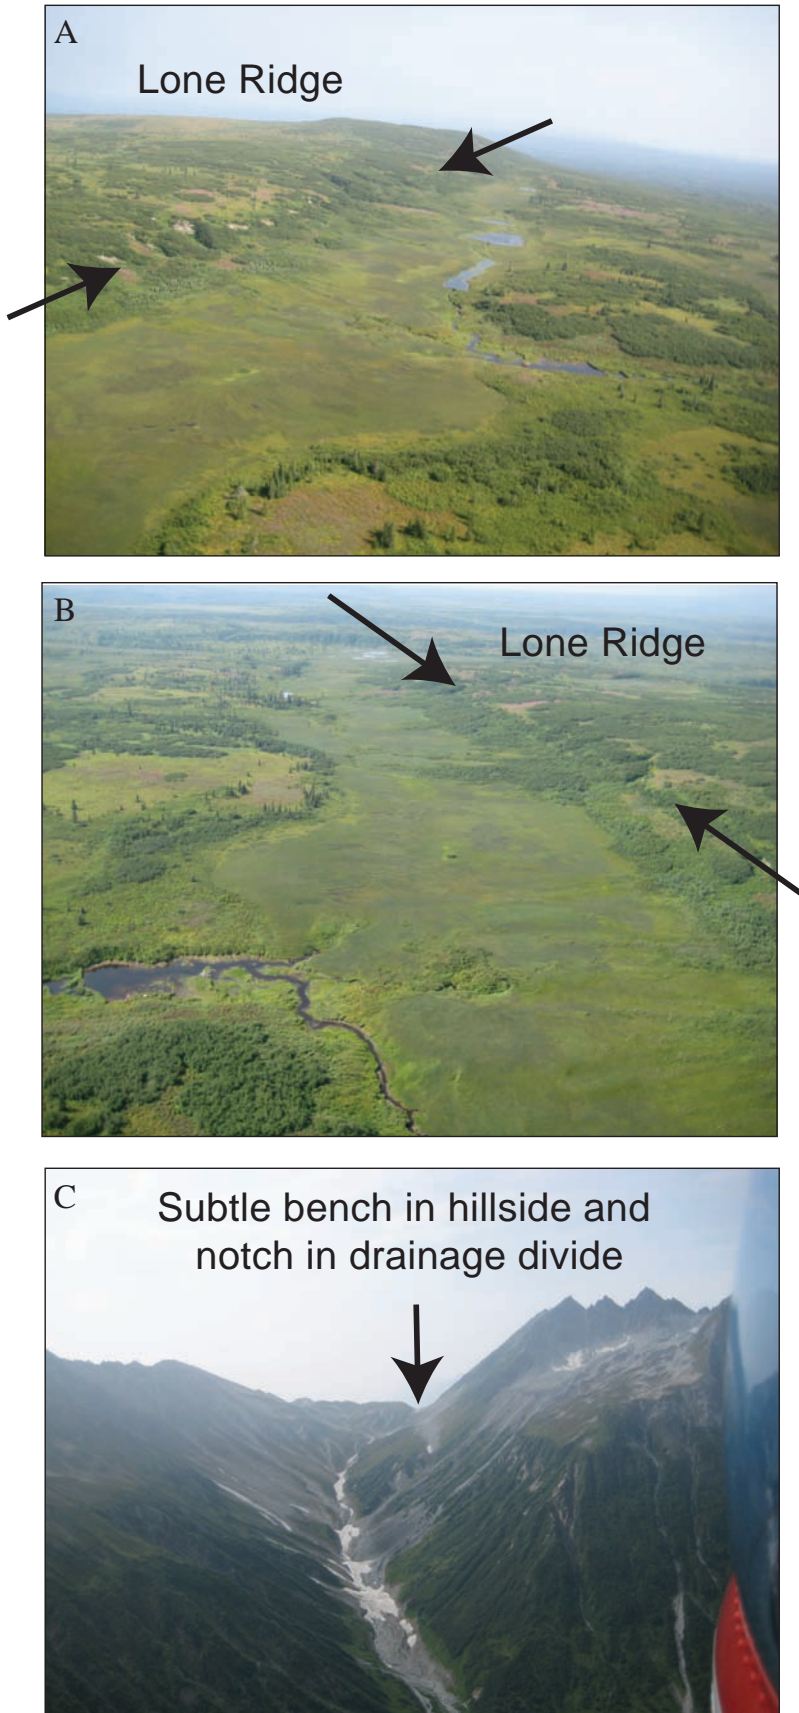 A
Lone Ridge
B
Lone Ridge
C
Subtle bench in hillside and
notch in drainage divide